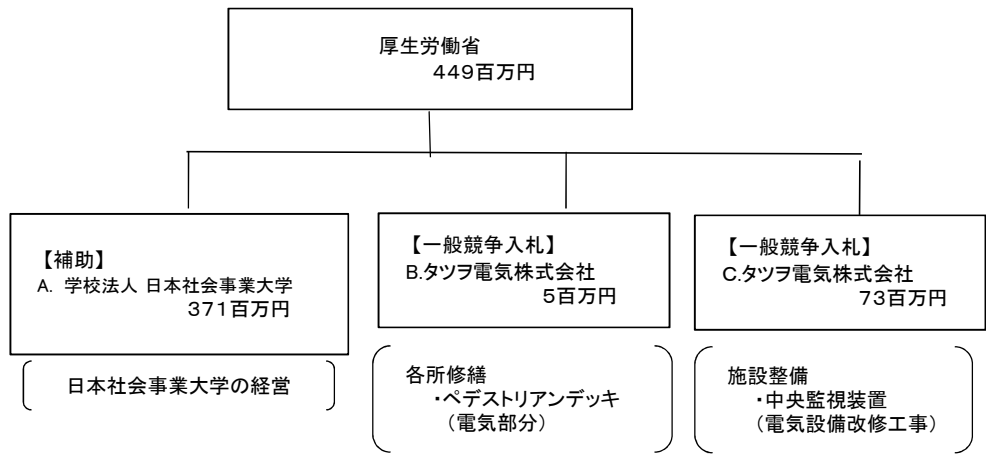 厚生労働省
449百万円
【補助】
A. 学校法人 日本社会事業大学
371百万円
日本社会事業大学の経営
【一般競争入札】
B.タツヲ電気株式会社
5百万円
各所修繕
・ペデストリアンデッキ
(電気部分)
【一般競争入札】
C.タツヲ電気株式会社
73百万円
施設整備
・中央監視装置
(電気設備改修工事)